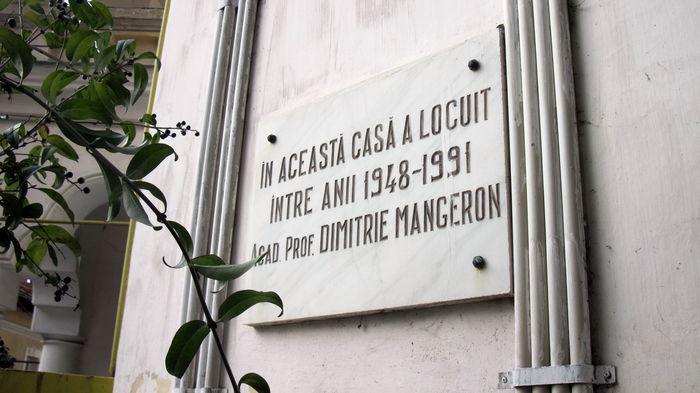 ÎN ACEASTĂ CASĂ A LOCUIT
ÎNTRE ANII 1948-1991
ACAD. PROF. DIMITRIE MANGERON